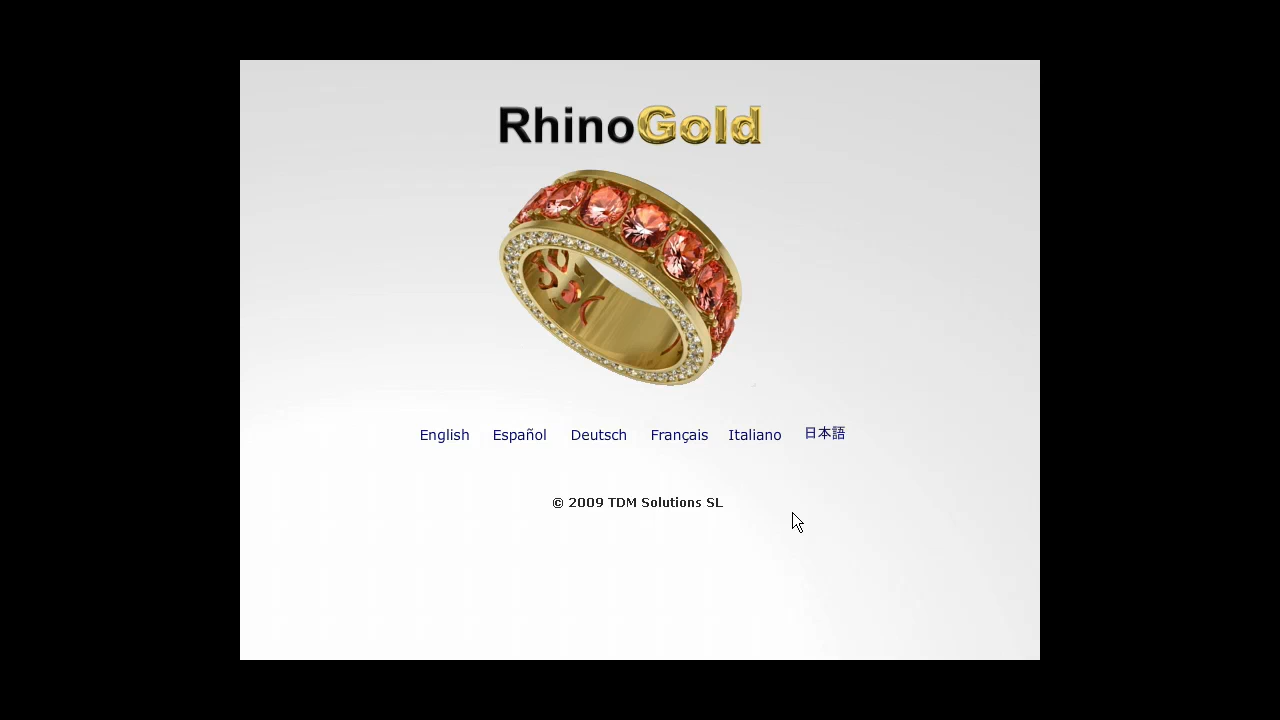 RhinoGold
English Español Deutsch Français Italiano 日本語
© 2009 TDM Solutions SL